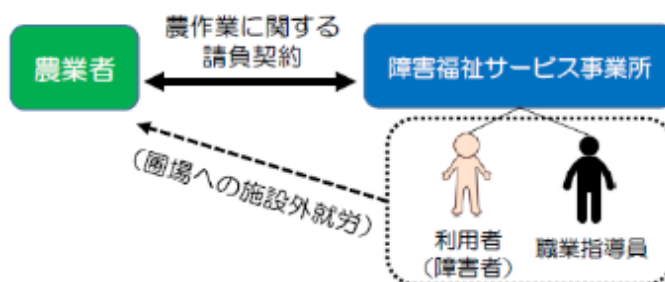 農作業に関する
請負契約
農業者
障害福祉サービス事業所
(圃場への施設外就労)
利用者
(障害者)
職業指導員